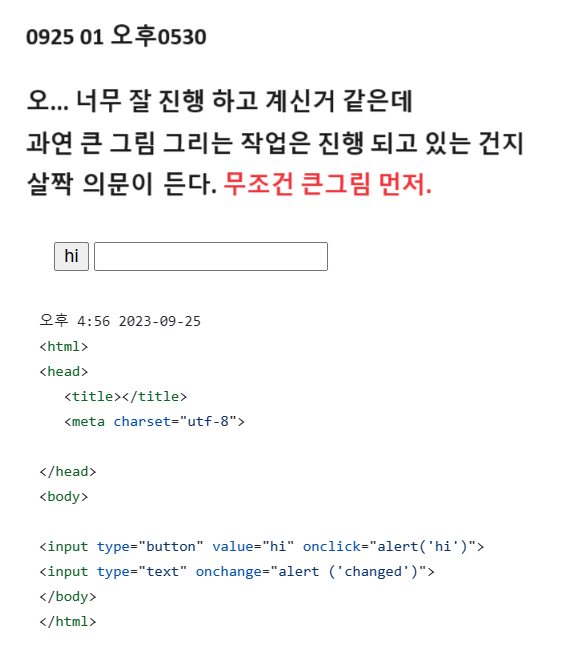 0925 01 오후0530
오... 너무 잘 진행 하고 계신거 같은데
과연 큰 그림 그리는 작업은 진행 되고 있는 건지
살짝 의문이 든다. 무조건 큰그림 먼저.
hi
오후 4:56 2023-09-25
<html>
<head>
<title></title>
<meta charset="utf-8">
</head>
<body>
<input type="button" value="hi" onclick="alert('hi')">
<input type="text" onchange="alert ('changed')">
</body>
</html>